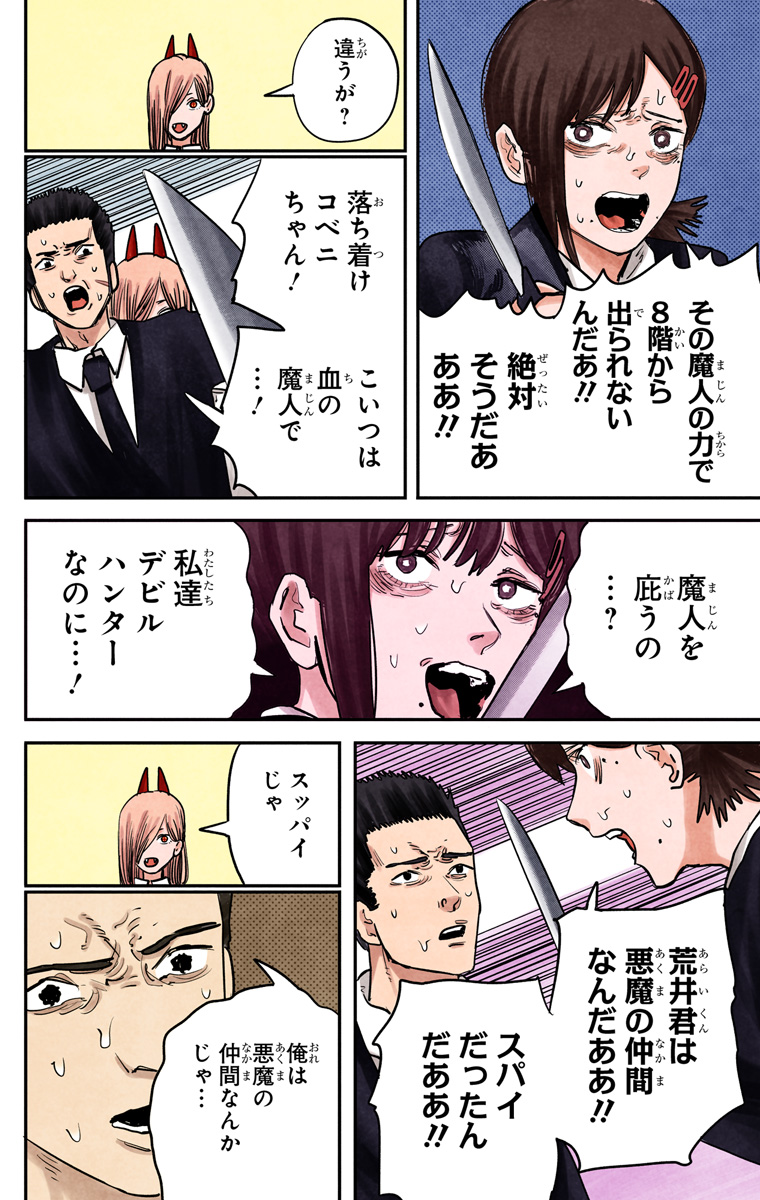 その魔人の力で
８階から
出られない
んだあ!!
絶対
そうだあ
ああ!!
違うが？
落ち着け
コベニ
ちゃん！
こいつは
血の
魔人で
…！
魔人を
庇うの
…？
私達
デビル
ハンター
なのに…！
荒井君は
悪魔の仲間
なんだああ!!
スパイ
だったん
だああ!!
スッパイ
じゃ
俺は
悪魔の
仲間なんか
じゃ…